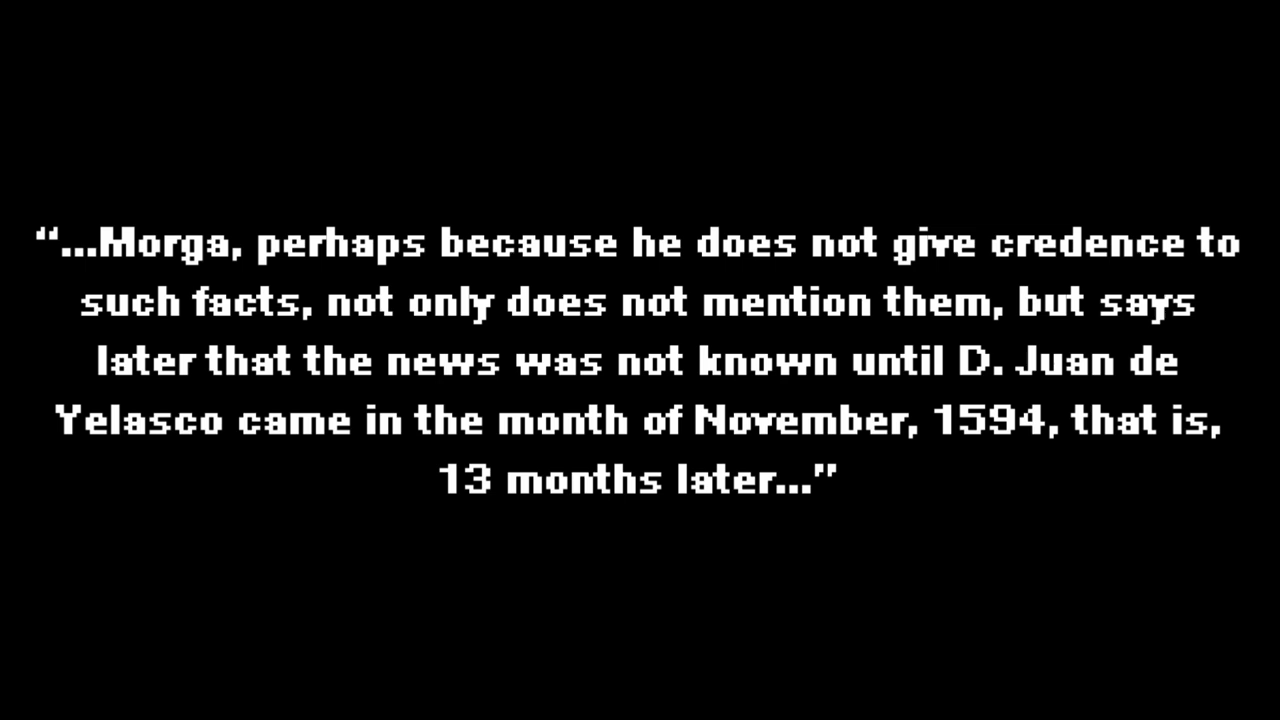 “...Morga, perhaps because he does not give credence to
such facts, not only does not mention them, but says
later that the news was not known until D. Juan de
Velasco came in the month of November, 1594, that is,
13 months later...”